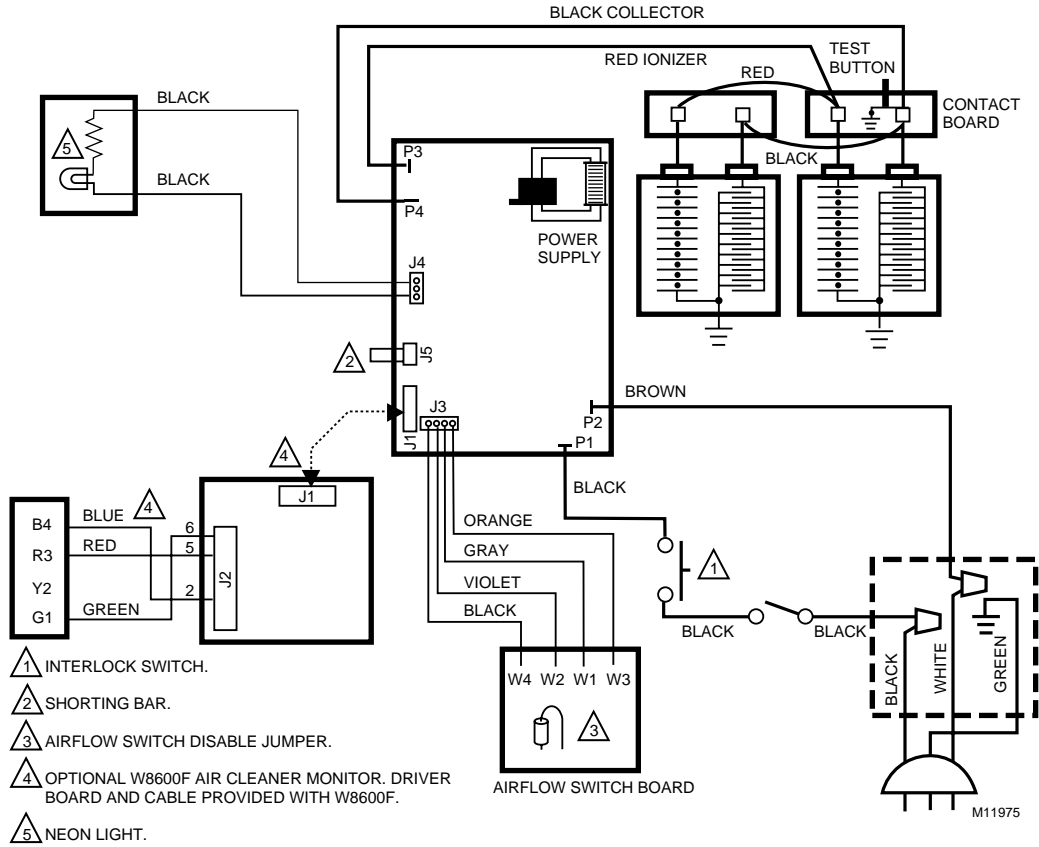 BLACK COLLECTOR
RED IONIZER
TEST
BUTTON
RED
CONTACT
BOARD
BLACK
5
BLACK
BLACK
P3
P4
POWER
SUPPLY
J4
2
J5
BROWN
J3
J1
P2
P1
4
J1
BLACK
B4
BLUE
4
6
ORANGE
R3
RED
5
GRAY
1
Y2
J2
VIOLET
2
G1
GREEN
BLACK
BLACK
BLACK
BLACK
WHITE
GREEN
W4 W2 W1 W3
3
AIRFLOW SWITCH BOARD
M11975
1 INTERLOCK SWITCH.
2 SHORTING BAR.
3 AIRFLOW SWITCH DISABLE JUMPER.
4 OPTIONAL W8600F AIR CLEANER MONITOR. DRIVER
BOARD AND CABLE PROVIDED WITH W8600F.
5 NEON LIGHT.